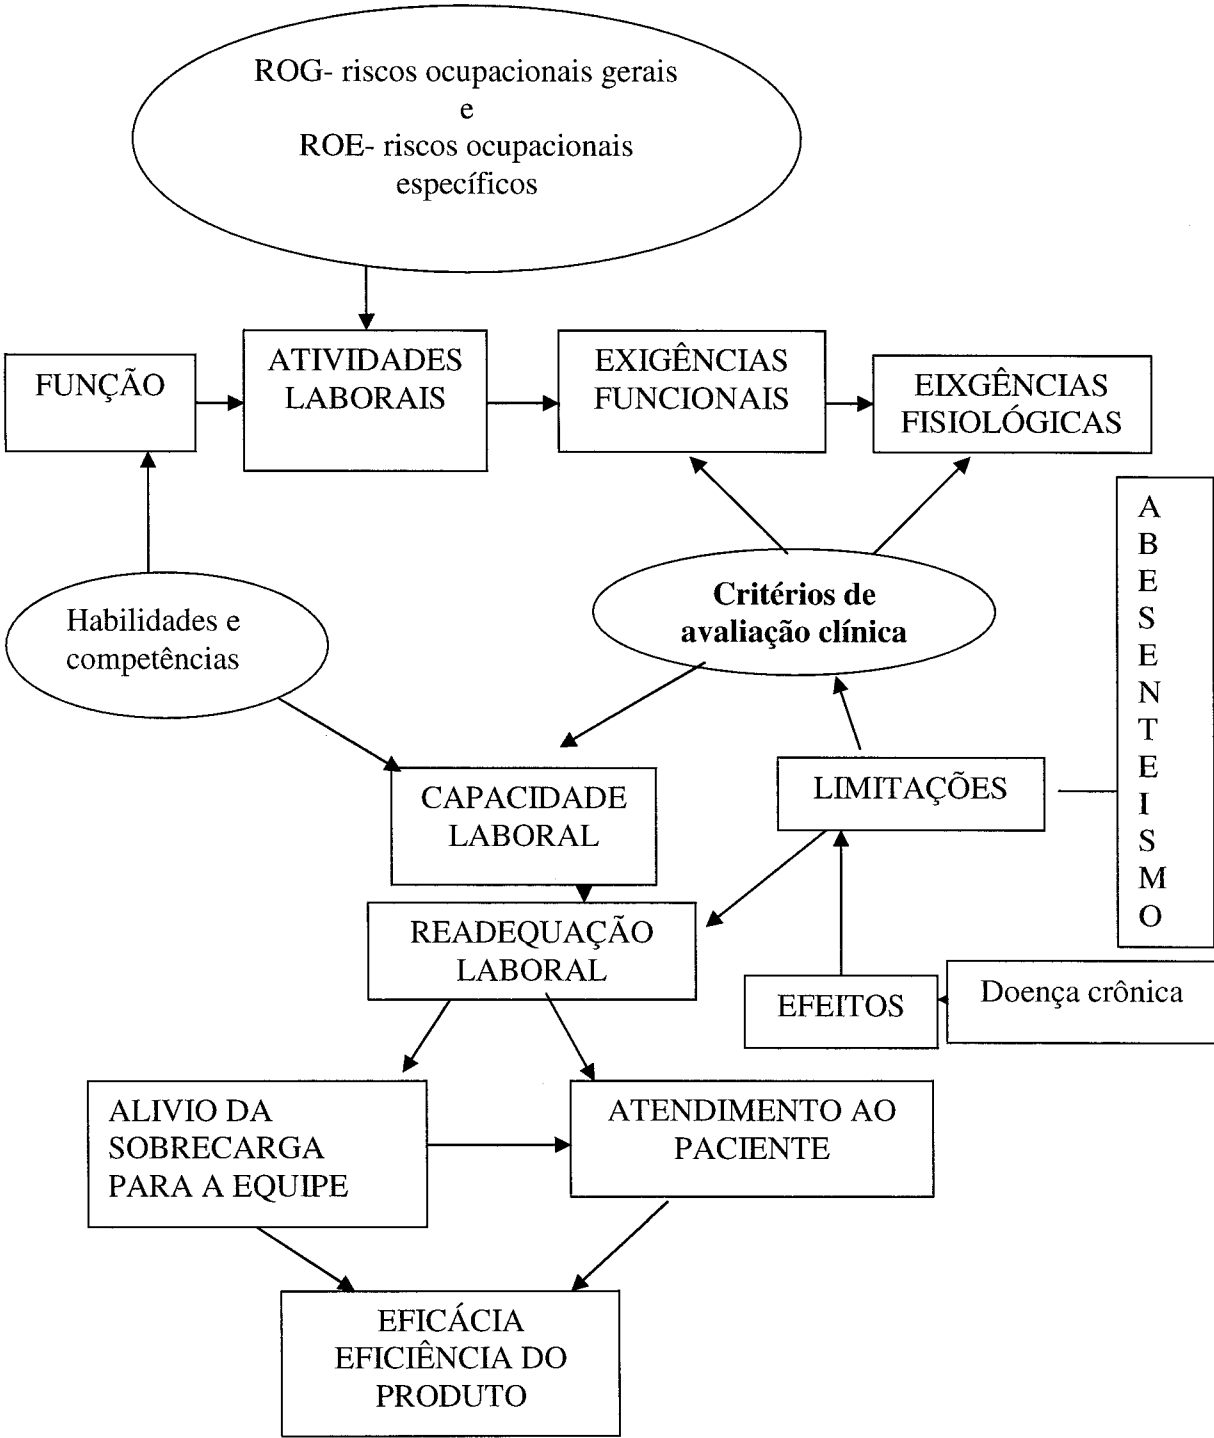 ROG- riscos ocupacionais gerais
e
ROE- riscos ocupacionais
específicos
FUNÇÃO
ATIVIDADES
LABORAIS
EXIGÊNCIAS
FUNCIONAIS
EIXGÊNCIAS
FISIOLÓGICAS
Habilidades e
competências
Critérios de
avaliação clínica
A
B
E
S
E
N
T
E
I
S
M
O
CAPACIDADE
LABORAL
LIMITAÇÕES
READEQUAÇÃO
LABORAL
EFEITOS
Doença crônica
ALIVIO DA
SOBRECARGA
PARA A EQUIPE
ATENDIMENTO AO
PACIENTE
EFICÁCIA
EFICIÊNCIA DO
PRODUTO